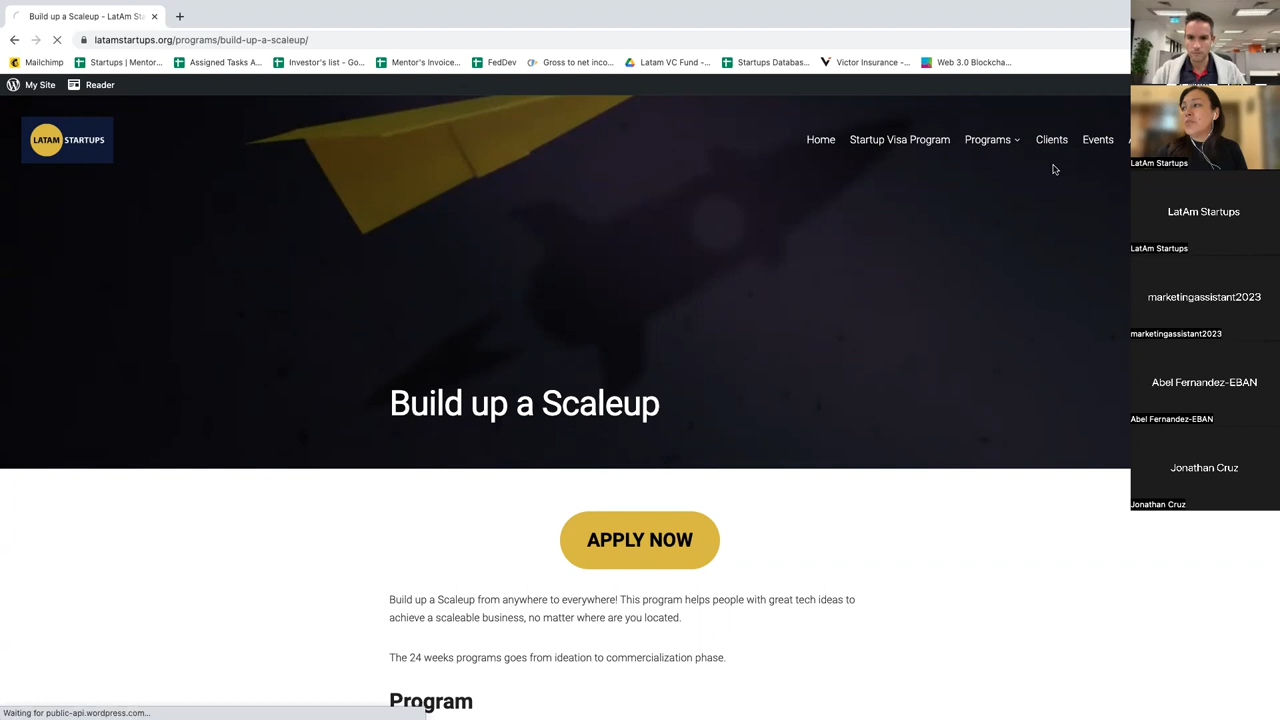 Build up a Scaleup - LatAm Sta
latamstartups.org/programs/build-up-a-scaleup/
Mailchimp
Startups | Mentor...
Assigned Tasks A...
Investor's list - Go...
Mentor's Invoice...
FedDev
Gross to net inco...
Latam VC Fund -...
Startups Databas...
Victor Insurance -...
Web 3.0 Blockcha...
My Site
Reader
LATAM STARTUPS
Home
Startup Visa Program
Programs
Clients
Events
Build up a Scaleup
APPLY NOW
Build up a Scaleup from anywhere to everywhere! This program helps people with great tech ideas to
achieve a scaleable business, no matter where are you located.
The 24 weeks programs goes from ideation to commercialization phase.
Program
Waiting for public-api.wordpress.com...
LatAm Startups
LatAm Startups
LatAm Startups
marketingassistant2023
marketingassistant2023
Abel Fernandez-EBAN
Abel Fernandez-EBAN
Jonathan Cruz
Jonathan Cruz